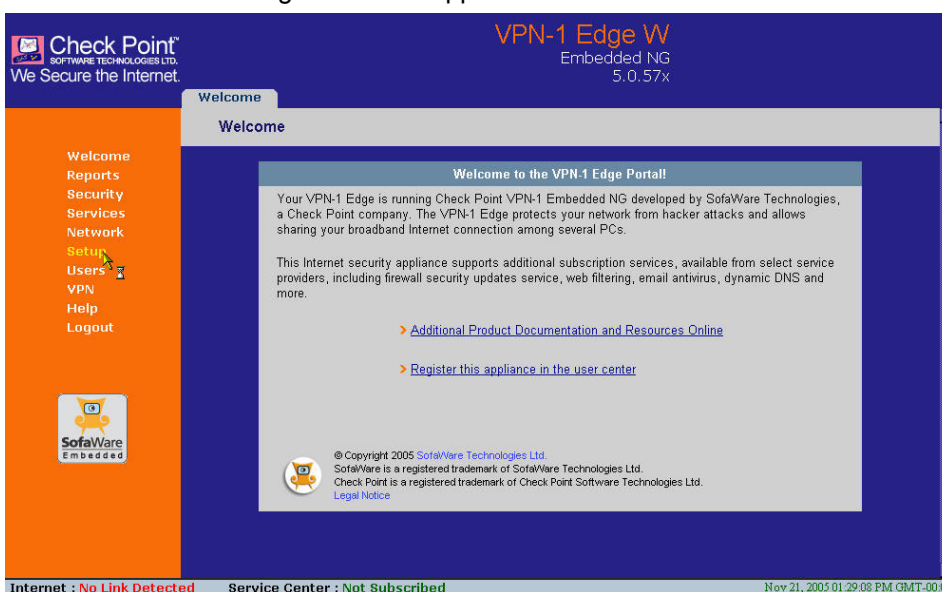 Check Point™
SOFTWARE TECHNOLOGIES LTD.
We Secure the Internet.
VPN-1 Edge W
Embedded NG
5.0.57x
Welcome
Welcome
Welcome
Reports
Security
Services
Network
Setup
Users
VPN
Help
Logout
SofaWare
Embedded
Welcome to the VPN-1 Edge Portal!
Your VPN-1 Edge is running Check Point VPN-1 Embedded NG developed by SofaWare Technologies,
a Check Point company. The VPN-1 Edge protects your network from hacker attacks and allows
sharing your broadband Internet connection among several PCs.
This Internet security appliance supports additional subscription services, available from select service
providers, including firewall security updates service, web filtering, email antivirus, dynamic DNS and
more.
> Additional Product Documentation and Resources Online
> Register this appliance in the user center
© Copyright 2005 SofaWare Technologies Ltd.
SofaWare is a registered trademark of SofaWare Technologies Ltd.
Check Point is a registered trademark of Check Point Software Technologies Ltd.
Legal Notice
Internet : No Link Detected Service Center : Not Subscribed Nov 21, 2005 01:29:08 PM GMT-00: